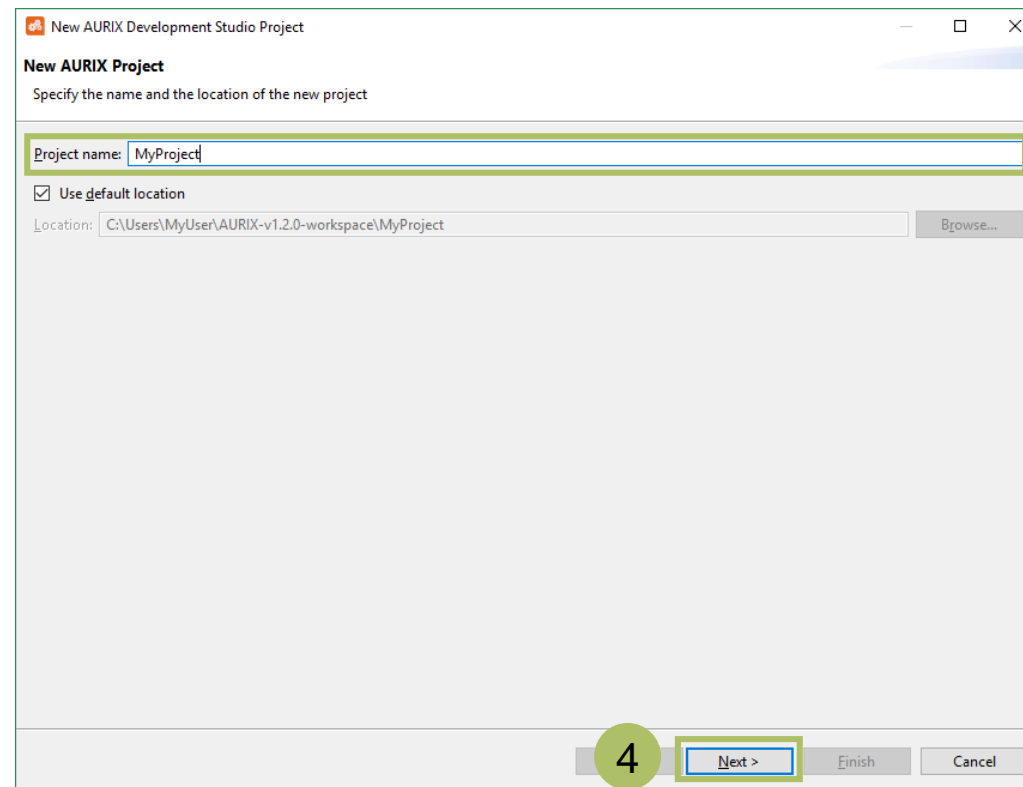 New AURIX Development Studio Project
New AURIX Project
Specify the name and the location of the new project
Project name: MyProject
Use default location
Location: C:\Users\MyUser\AURIX-v1.2.0-workspace\MyProject Browse...
4 Next > Finish Cancel